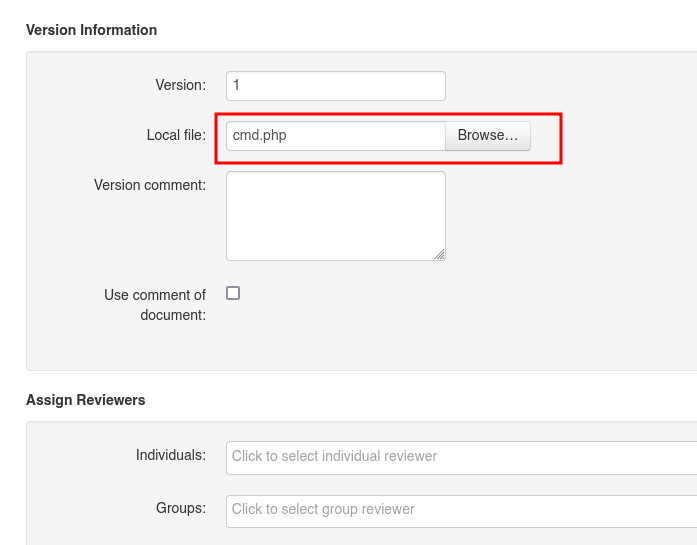 Version Information
Version: 1
Local file: cmd.php Browse...
Version comment:
Use comment of
document:
Assign Reviewers
Individuals: Click to select individual reviewer
Groups: Click to select group reviewer